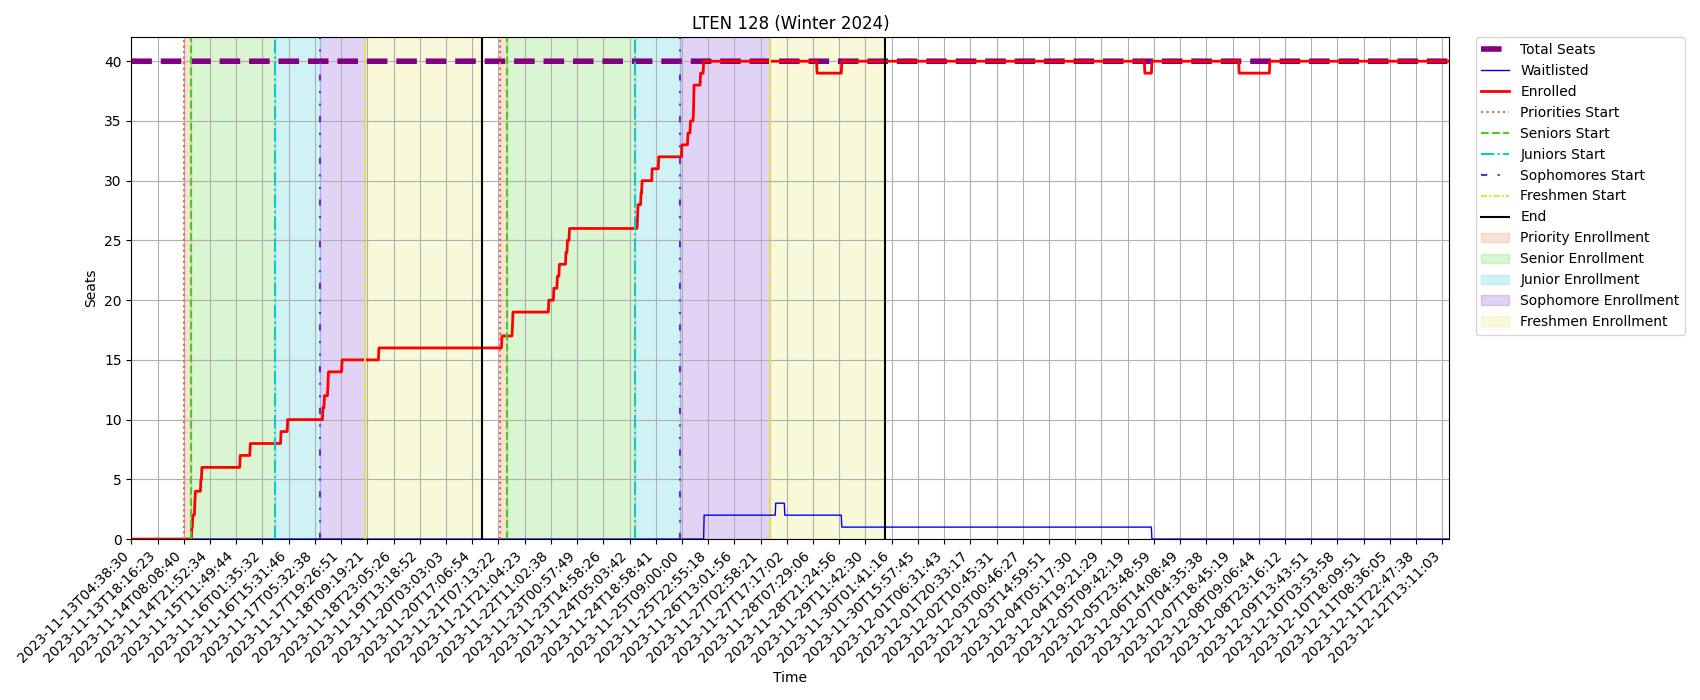 LTEN 128 (Winter 2024)
Seats
40
35
30
25
20
15
10
5
0
2023-11-13T04:38:30
2023-11-13T18:16:23
2023-11-14T08:08:40
2023-11-14T21:52:34
2023-11-15T11:49:44
2023-11-16T01:35:32
2023-11-16T15:31:46
2023-11-17T05:32:38
2023-11-17T19:26:51
2023-11-18T09:19:21
2023-11-18T23:05:26
2023-11-19T13:18:52
2023-11-20T03:03:03
2023-11-20T17:06:54
2023-11-21T07:13:22
2023-11-21T21:04:23
2023-11-22T11:02:38
2023-11-23T00:57:49
2023-11-23T14:58:26
2023-11-24T05:03:42
2023-11-24T18:58:41
2023-11-25T09:00:00
2023-11-25T22:55:18
2023-11-26T13:01:56
2023-11-27T02:58:21
2023-11-27T17:17:02
2023-11-28T07:29:06
2023-11-28T21:24:56
2023-11-29T11:42:30
2023-11-30T01:41:16
2023-11-30T15:57:45
2023-12-01T06:31:43
2023-12-01T20:33:17
2023-12-02T10:45:31
2023-12-03T00:46:27
2023-12-03T14:59:51
2023-12-04T05:17:30
2023-12-04T19:21:29
2023-12-05T09:42:19
2023-12-05T23:48:59
2023-12-06T14:08:49
2023-12-07T04:35:38
2023-12-07T18:45:19
2023-12-08T09:06:44
2023-12-08T23:16:12
2023-12-09T13:43:51
2023-12-10T03:53:58
2023-12-10T18:09:51
2023-12-11T08:36:05
2023-12-11T22:47:38
2023-12-12T13:11:03
Time
Total Seats
Waitlisted
Enrolled
Priorities Start
Seniors Start
Juniors Start
Sophomores Start
Freshmen Start
End
Priority Enrollment
Senior Enrollment
Junior Enrollment
Sophomore Enrollment
Freshmen Enrollment